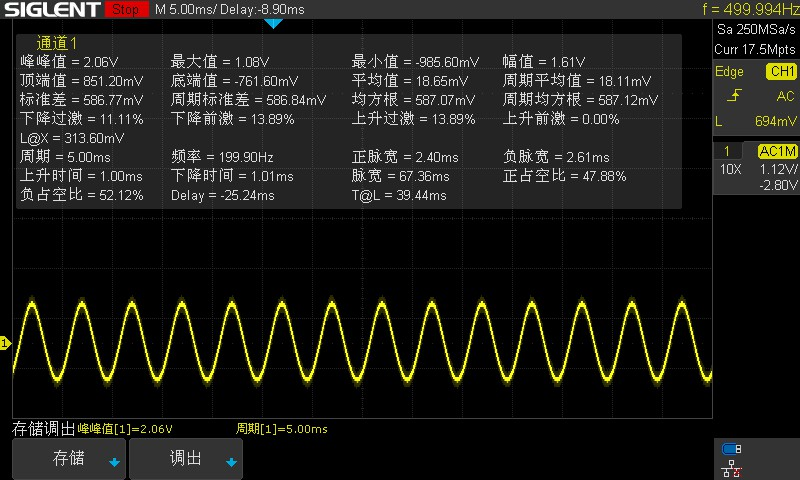 SIGLENT Stop M 5.00ms/ Delay:-8.90ms f = 499.994Hz
Sa 250MSa/s
Curr 17.5Mpts
Edge CH1
AC
L 694mV
1 AC1M
10X 1.12V/
-2.80V
通道1
峰峰值 = 2.06V 最大值 = 1.08V 最小值 = -985.60mV 幅值 = 1.61V
顶端值 = 851.20mV 底端值 = -761.60mV 平均值 = 18.65mV 周期平均值 = 18.11mV
标准差 = 586.77mV 周期标准差 = 586.84mV 均方根 = 587.07mV 周期均方根 = 587.12mV
下降过激 = 11.11% 下降前激 = 13.89% 上升过激 = 13.89% 上升前激 = 0.00%
L@X = 313.60mV
周期 = 5.00ms 频率 = 199.90Hz 正脉宽 = 2.40ms 负脉宽 = 2.61ms
上升时间 = 1.00ms 下降时间 = 1.01ms 脉宽 = 67.36ms 正占空比 = 47.88%
负占空比 = 52.12% Delay = -25.24ms T@L = 39.44ms
1
存储调出 峰峰值[1]=2.06V 周期[1]=5.00ms
存储 调出